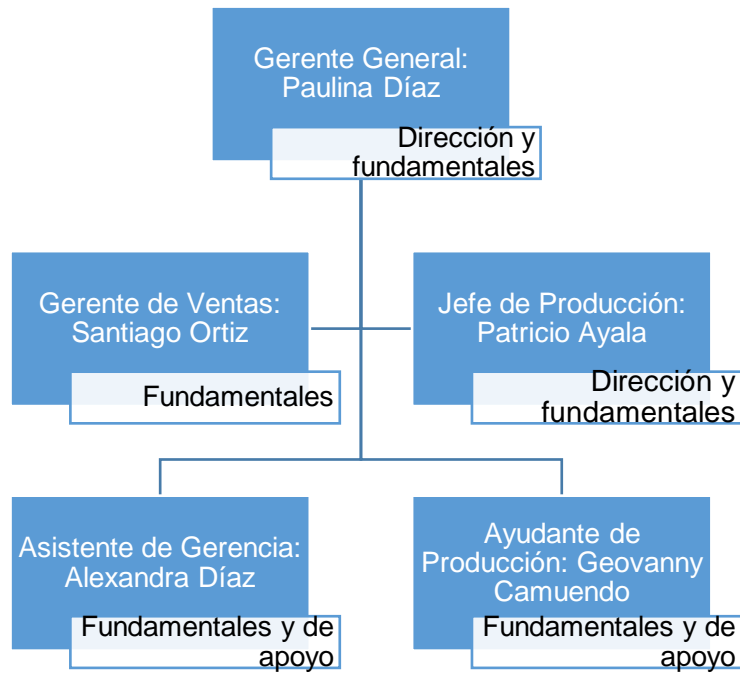 Gerente General:
Paulina Díaz
Dirección y
fundamentales
Gerente de Ventas:
Santiago Ortiz
Fundamentales
Jefe de Producción:
Patricio Ayala
Dirección y
fundamentales
Asistente de Gerencia:
Alexandra Díaz
Fundamentales y de
apoyo
Ayudante de
Producción: Geovanny
Camuendo
Fundamentales y de
apoyo